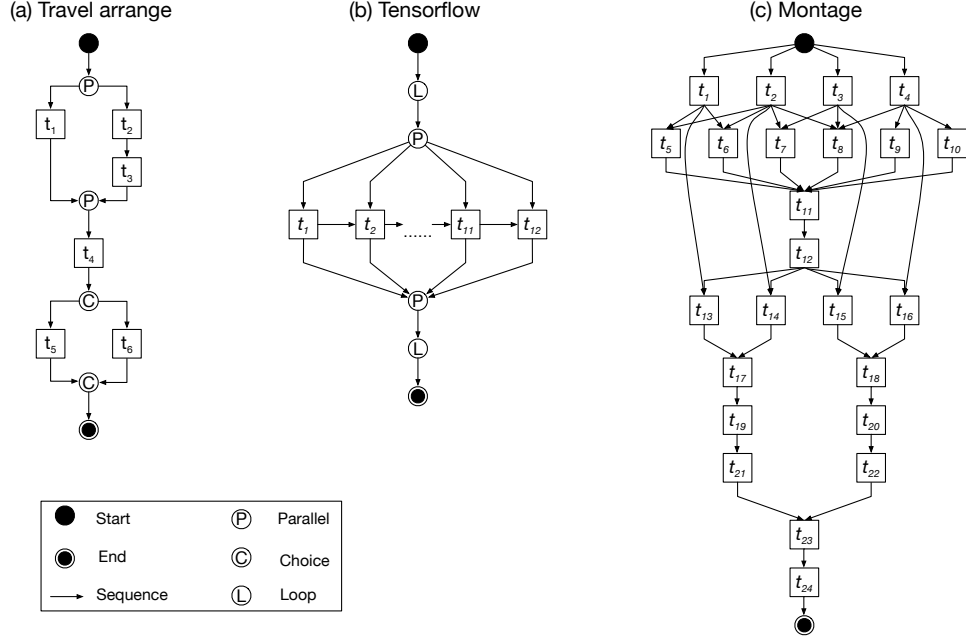 (a) Travel arrange
(b) Tensorflow
(c) Montage
P
t1
t2
t3
P
t4
C
t5
t6
C
L
P
t1
t2
......
t11
t12
P
L
t1
t2
t3
t4
t5
t6
t7
t8
t9
t10
t11
t12
t13
t14
t15
t16
t17
t18
t19
t20
t21
t22
t23
t24
Start
P
Parallel
End
C
Choice
Sequence
L
Loop